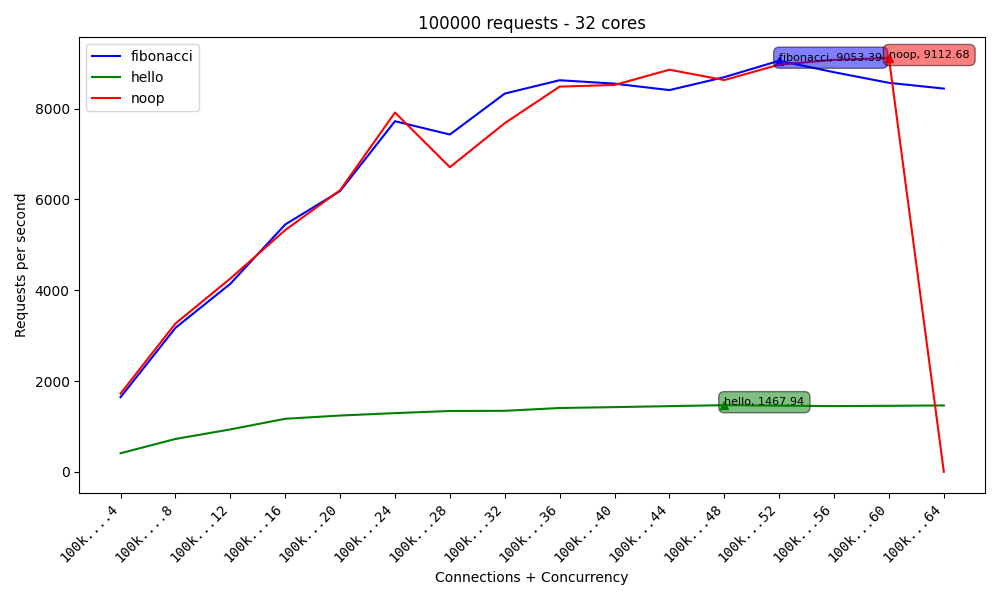 100000 requests - 32 cores
fibonacci
hello
noop
fibonacci, 9053.39
noop, 9112.68
hello, 1467.94
Requests per second
8000
6000
4000
2000
0
100k...4
100k...8
100k...12
100k...16
100k...20
100k...24
100k...28
100k...32
100k...36
100k...40
100k...44
100k...48
100k...52
100k...56
100k...60
100k...64
Connections + Concurrency